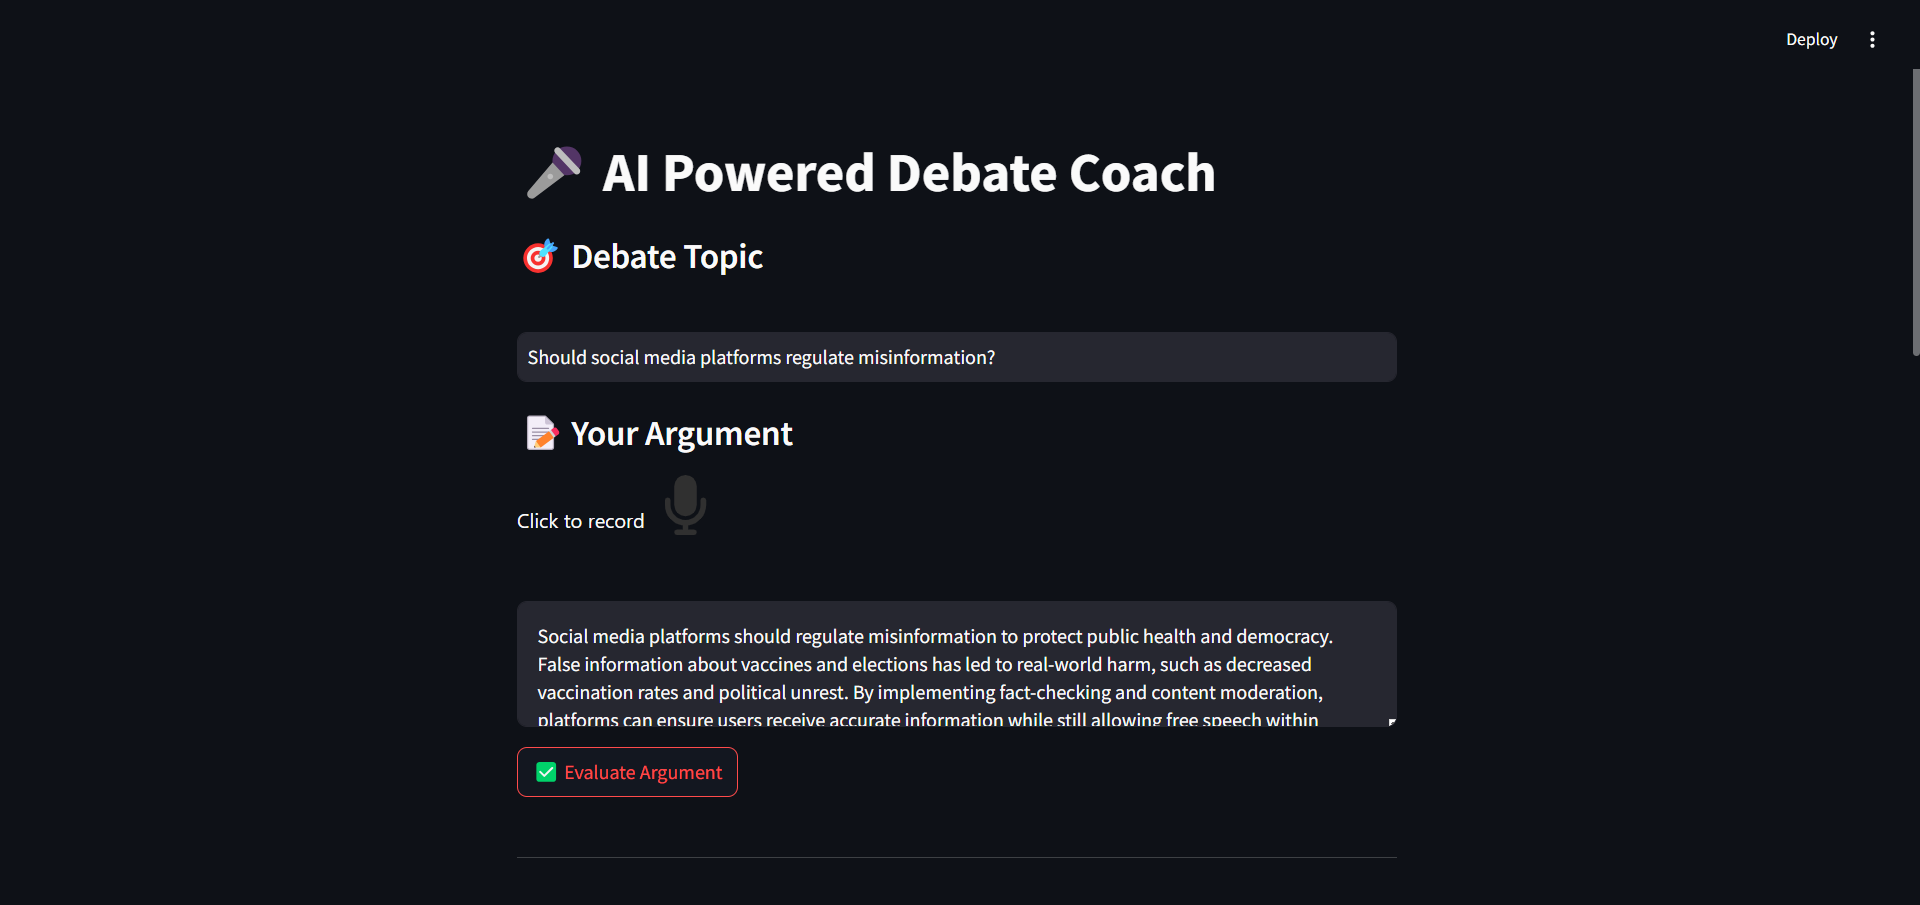 Deploy
AI Powered Debate Coach
Debate Topic
Should social media platforms regulate misinformation?
Your Argument
Click to record
Social media platforms should regulate misinformation to protect public health and democracy.
False information about vaccines and elections has led to real-world harm, such as decreased
vaccination rates and political unrest. By implementing fact-checking and content moderation,
platforms can ensure users receive accurate information while still allowing free speech within
Evaluate Argument